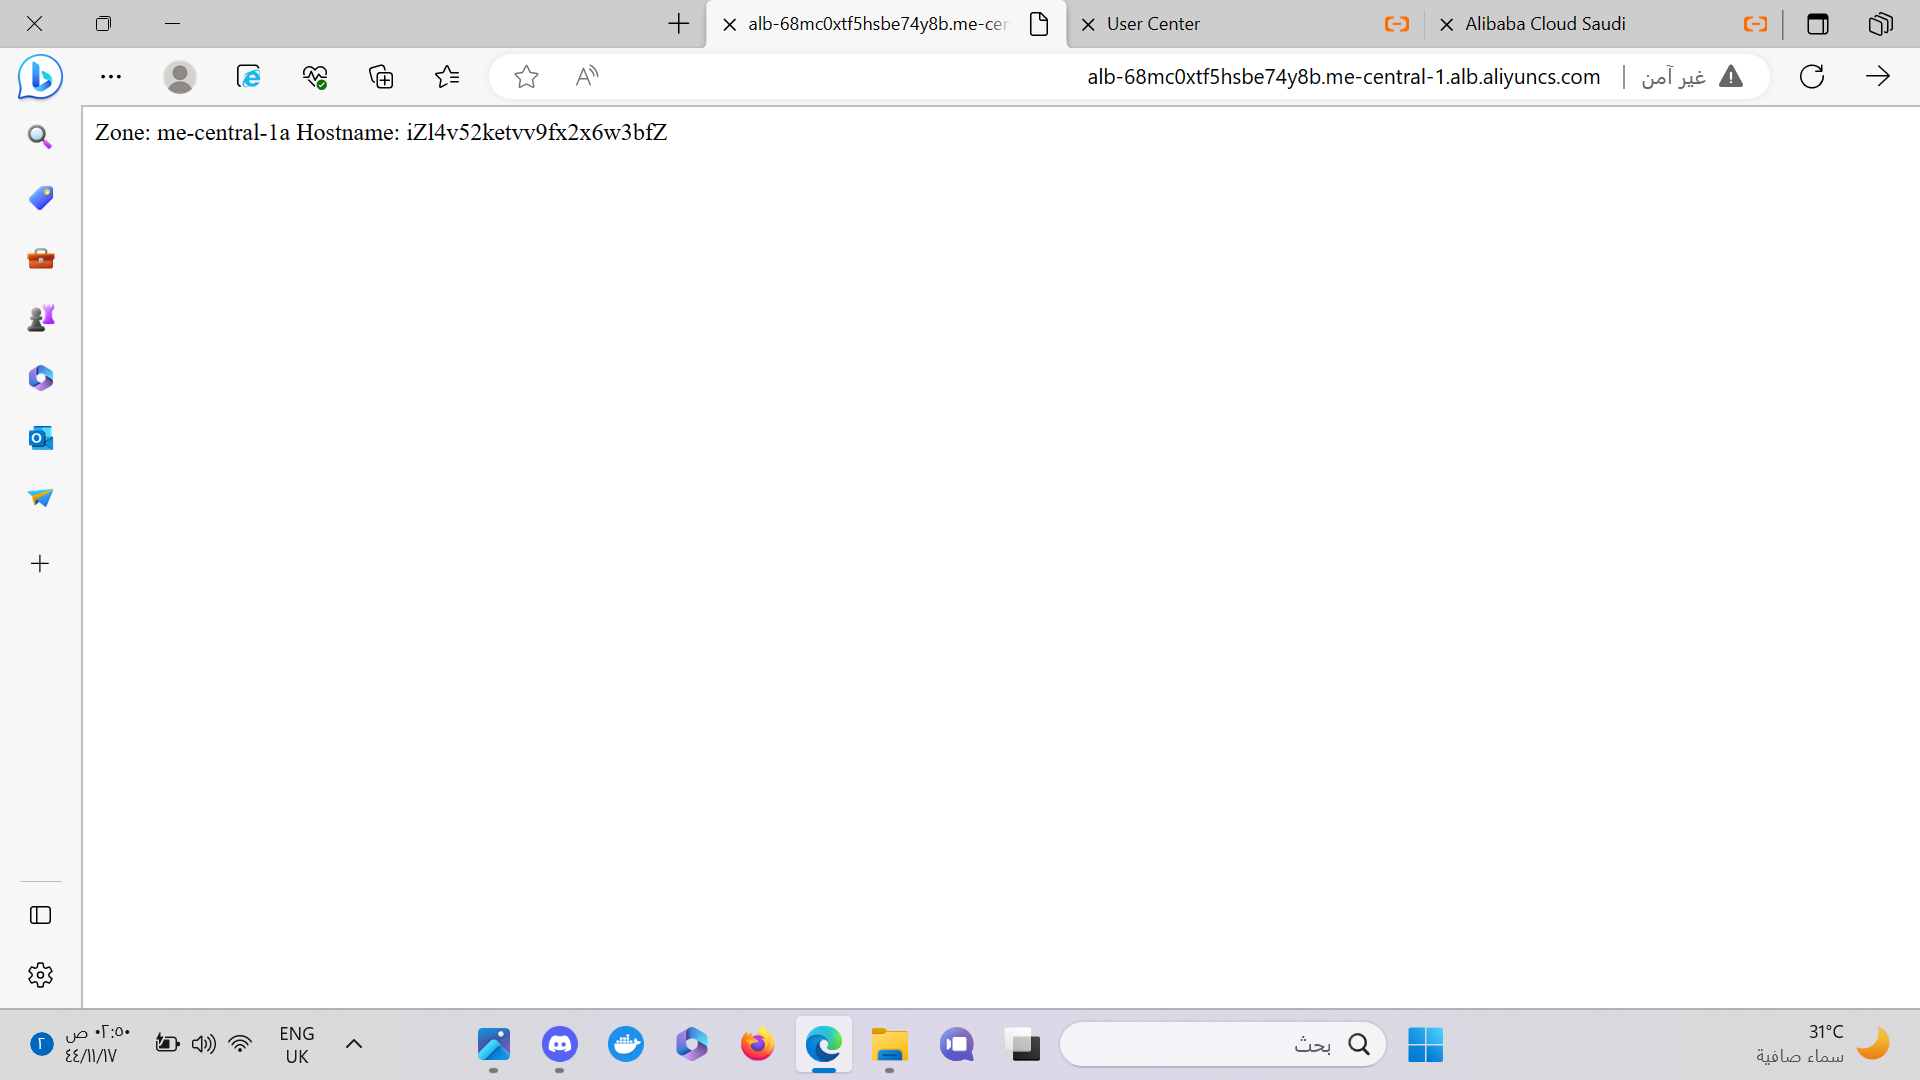 alb-68mc0xtf5hsbe74y8b.me-cer
User Center
Alibaba Cloud Saudi
alb-68mc0xtf5hsbe74y8b.me-central-1.alb.aliyuncs.com
غير آمن
Zone: me-central-1a Hostname: iZl4v52ketvv9fx2x6w3bfZ
٠٢:٥٠ ص
٤٤/١١/١٧
٢
ENG
UK
بحث
31°C
سماء صافية